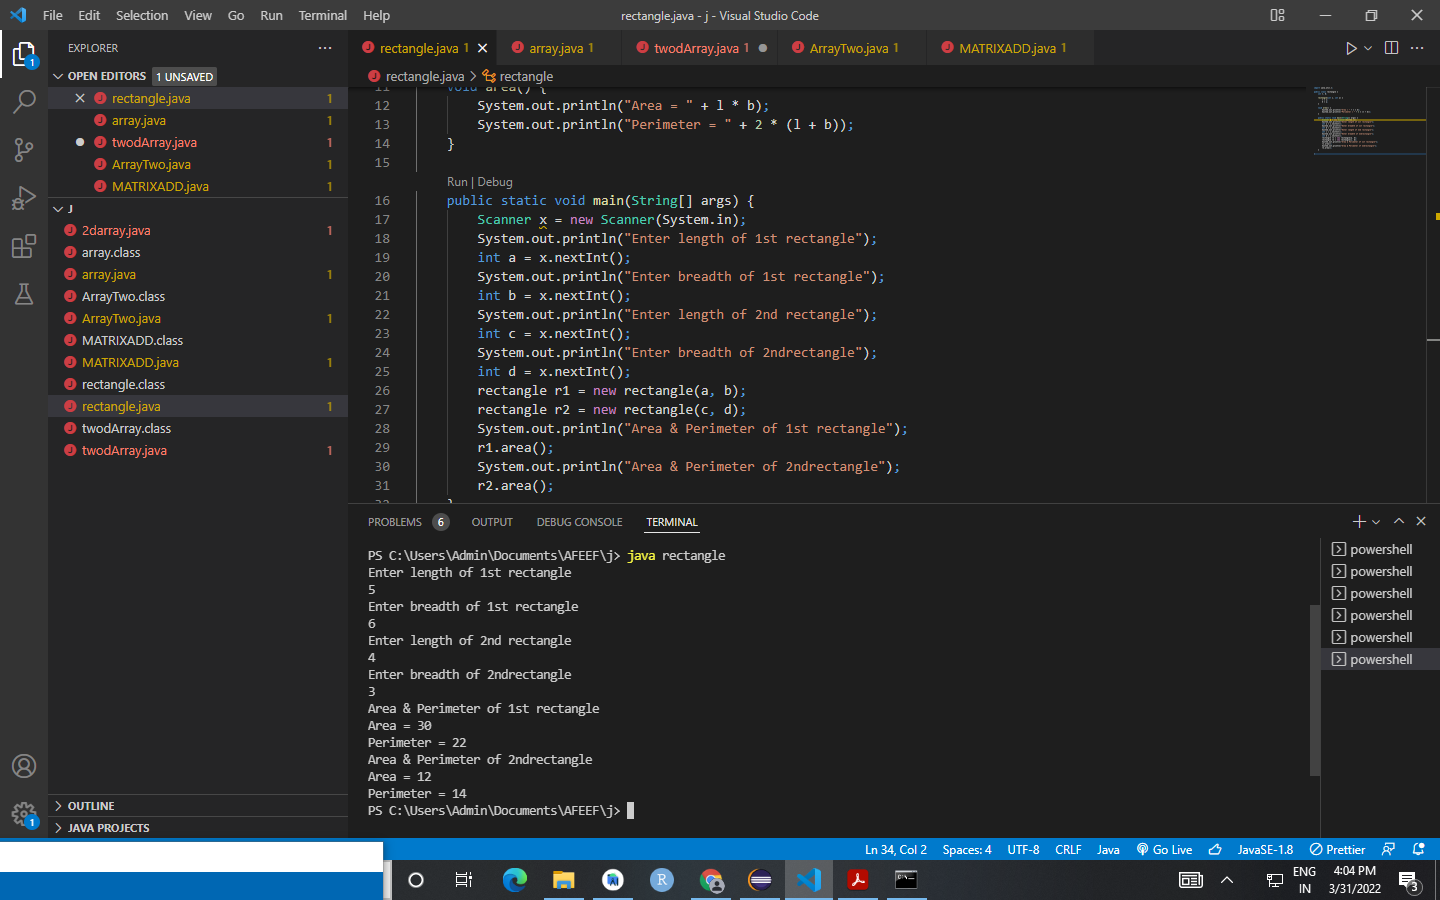 File Edit Selection View Go Run Terminal Help
rectangle.java - j - Visual Studio Code
EXPLORER
OPEN EDITORS 1 UNSAVED
rectangle.java 1
array.java 1
twodArray.java 1
ArrayTwo.java 1
MATRIXADD.java 1
J
2darray.java 1
array.class
array.java 1
ArrayTwo.class
ArrayTwo.java 1
MATRIXADD.class
MATRIXADD.java 1
rectangle.class
rectangle.java 1
twodArray.class
twodArray.java 1
OUTLINE
JAVA PROJECTS
rectangle.java 1 array.java 1 twodArray.java 1 ArrayTwo.java 1 MATRIXADD.java 1
rectangle.java > rectangle
11 void area() {
12 System.out.println("Area = " + l * b);
13 System.out.println("Perimeter = " + 2 * (l + b));
14 }
15
Run | Debug
16 public static void main(String[] args) {
17 Scanner x = new Scanner(System.in);
18 System.out.println("Enter length of 1st rectangle");
19 int a = x.nextInt();
20 System.out.println("Enter breadth of 1st rectangle");
21 int b = x.nextInt();
22 System.out.println("Enter length of 2nd rectangle");
23 int c = x.nextInt();
24 System.out.println("Enter breadth of 2ndrectangle");
25 int d = x.nextInt();
26 rectangle r1 = new rectangle(a, b);
27 rectangle r2 = new rectangle(c, d);
28 System.out.println("Area & Perimeter of 1st rectangle");
29 r1.area();
30 System.out.println("Area & Perimeter of 2ndrectangle");
31 r2.area();
32 }
PROBLEMS 6 OUTPUT DEBUG CONSOLE TERMINAL
PS C:\Users\Admin\Documents\AFEEF\j> java rectangle
Enter length of 1st rectangle
5
Enter breadth of 1st rectangle
6
Enter length of 2nd rectangle
4
Enter breadth of 2ndrectangle
3
Area & Perimeter of 1st rectangle
Area = 30
Perimeter = 22
Area & Perimeter of 2ndrectangle
Area = 12
Perimeter = 14
PS C:\Users\Admin\Documents\AFEEF\j>
powershell
powershell
powershell
powershell
powershell
powershell
Ln 34, Col 2 Spaces: 4 UTF-8 CRLF Java Go Live JavaSE-1.8 Prettier
ENG
IN
4:04 PM
3/31/2022
3